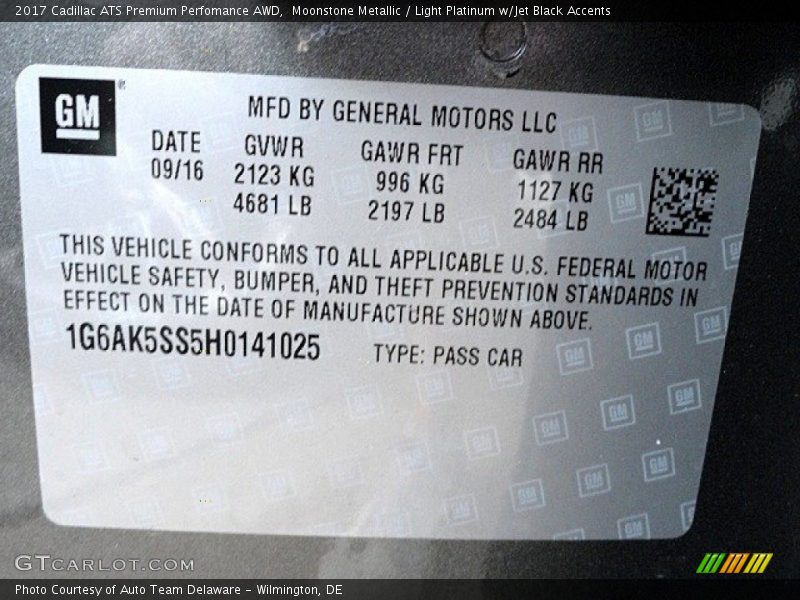 2017 Cadillac ATS Premium Perfomance AWD,  Moonstone Metallic / Light Platinum w/Jet Black Accents
GM
MFD BY GENERAL MOTORS LLC
DATE GVWR GAWR FRT GAWR RR
09/16 2123 KG 996 KG 1127 KG
4681 LB 2197 LB 2484 LB
THIS VEHICLE CONFORMS TO ALL APPLICABLE U.S. FEDERAL MOTOR
VEHICLE SAFETY, BUMPER, AND THEFT PREVENTION STANDARDS IN
EFFECT ON THE DATE OF MANUFACTURE SHOWN ABOVE.
1G6AK5SS5H0141025 TYPE: PASS CAR
GTCARLOT.COM
Photo Courtesy of Auto Team Delaware - Wilmington, DE